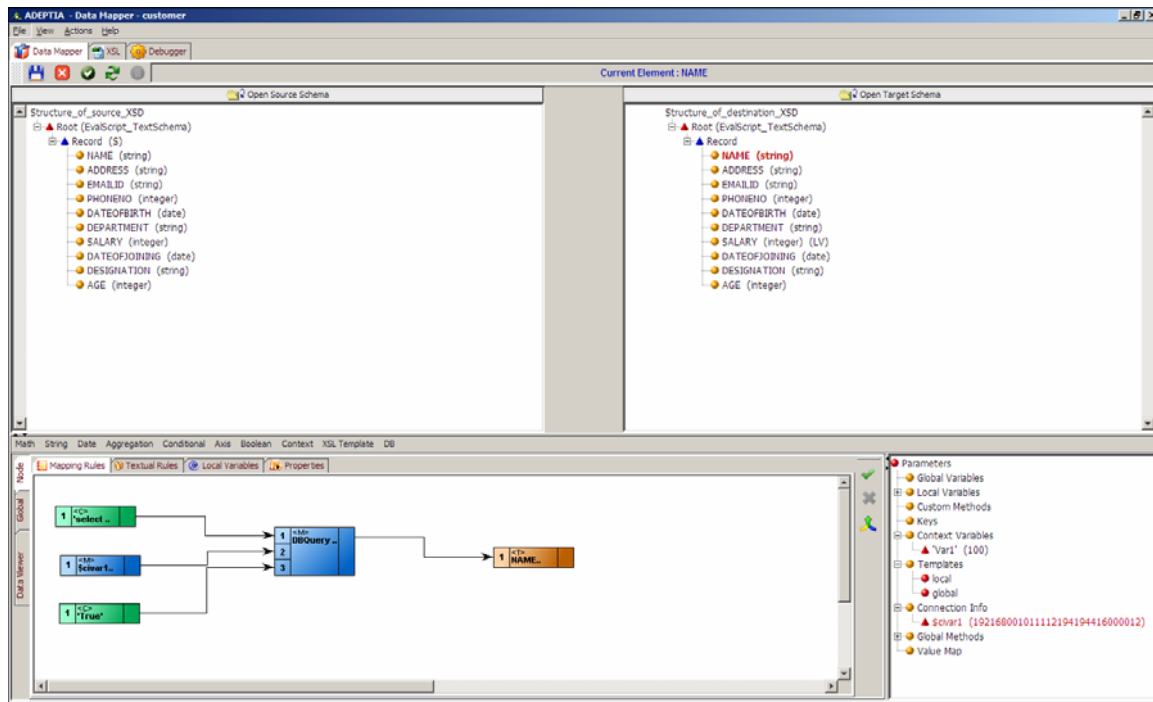 ADEPTIA - Data Mapper - customer
File View Actions Help
Data Mapper XSL Debugger
Current Element : NAME
Open Source Schema
Open Target Schema
Structure_of_source_XSD
Root (EvalScript_TextSchema)
Record (S)
NAME (string)
ADDRESS (string)
EMAILID (string)
PHONENO (integer)
DATEOFBIRTH (date)
DEPARTMENT (string)
SALARY (integer)
DATEOFJOINING (date)
DESIGNATION (string)
AGE (integer)
Structure_of_destination_XSD
Root (EvalScript_TextSchema)
Record
NAME (string)
ADDRESS (string)
EMAILID (string)
PHONENO (integer)
DATEOFBIRTH (date)
DEPARTMENT (string)
SALARY (integer) (LV)
DATEOFJOINING (date)
DESIGNATION (string)
AGE (integer)
Math String Date Aggregation Conditional Axis Boolean Context XSL Template DB
Node
Global
Data Viewer
Mapping Rules Textual Rules Local Variables Properties
1 <C> 'select ..
1 <M> $civar1..
1 <C> 'True'
1 <M> DBQuery ..
2
3
1 <T> NAME..
Parameters
Global Variables
Local Variables
Custom Methods
Keys
Context Variables
'Var1' (100)
Templates
local
global
Connection Info
$civar1 (192168001011112194194416000012)
Global Methods
Value Map